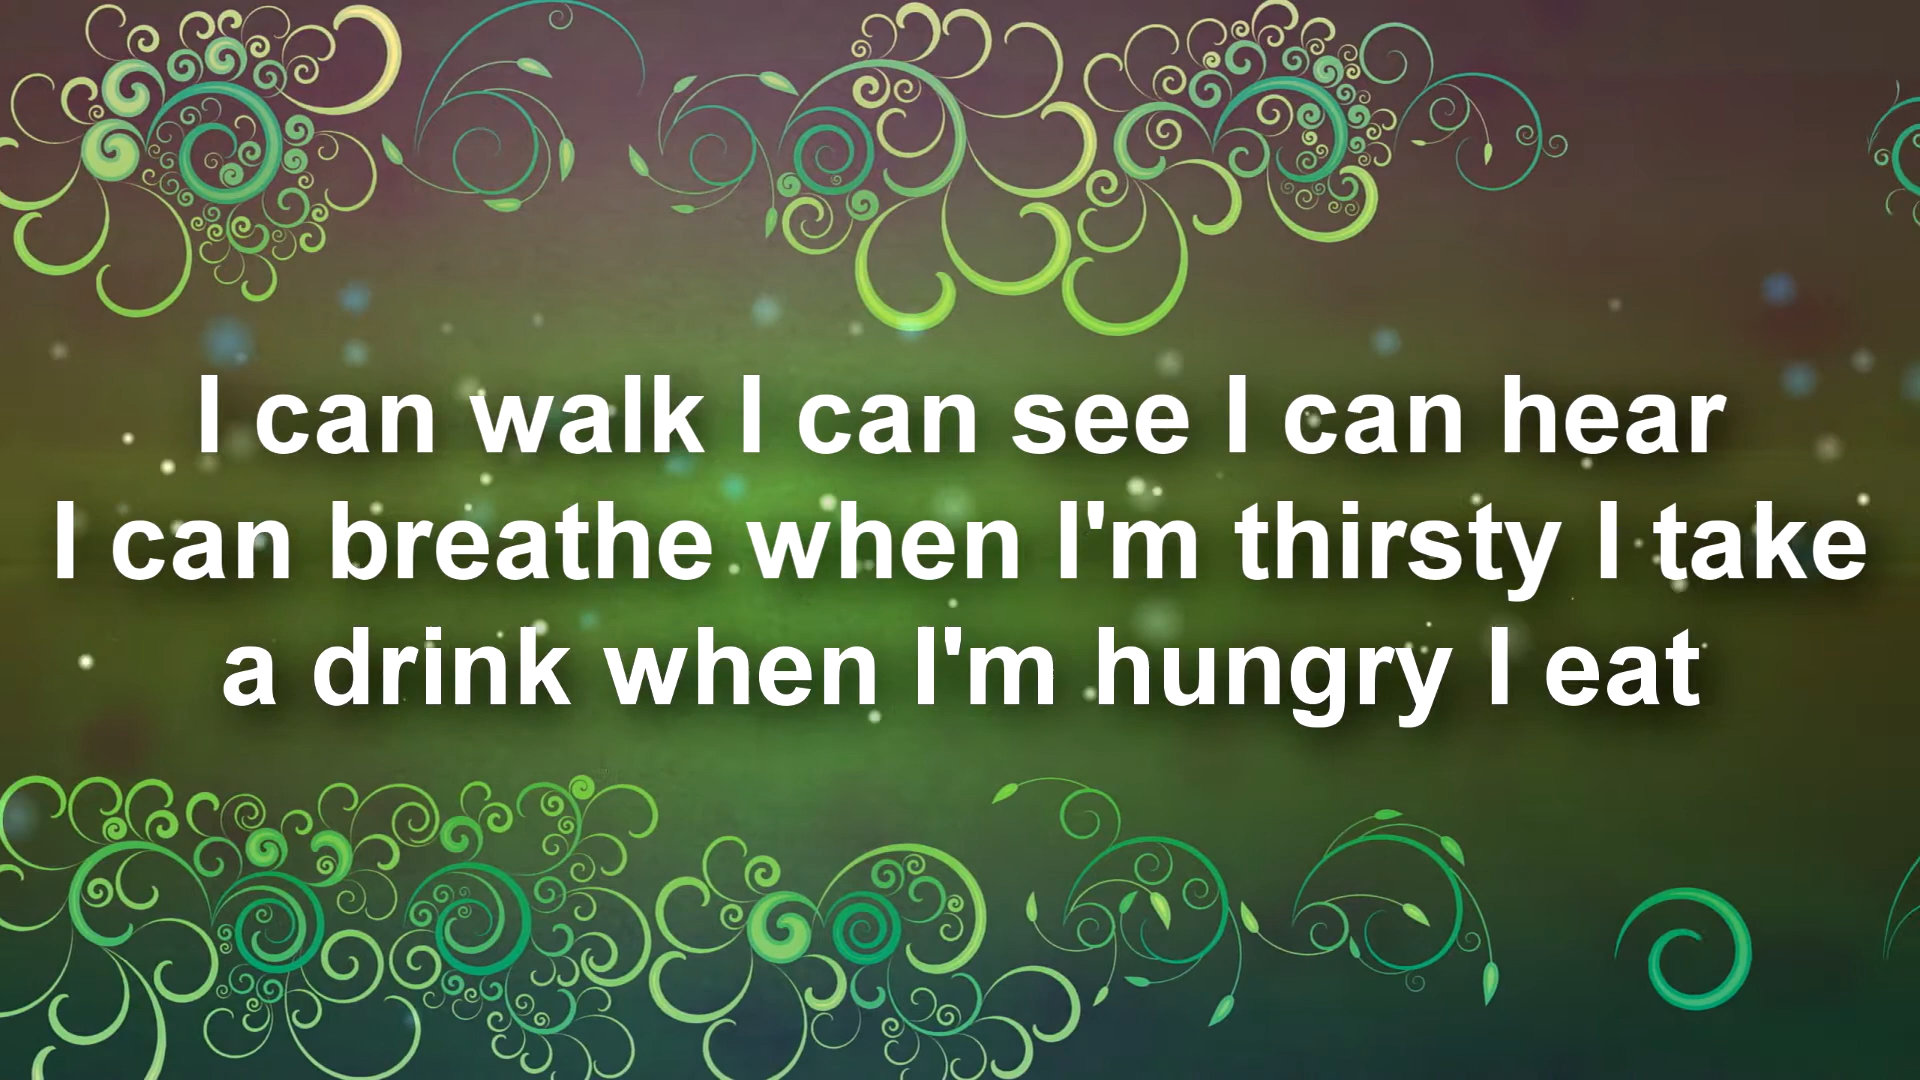 I can walk I can see I can hear
I can breathe when I'm thirsty I take
a drink when I'm hungry I eat